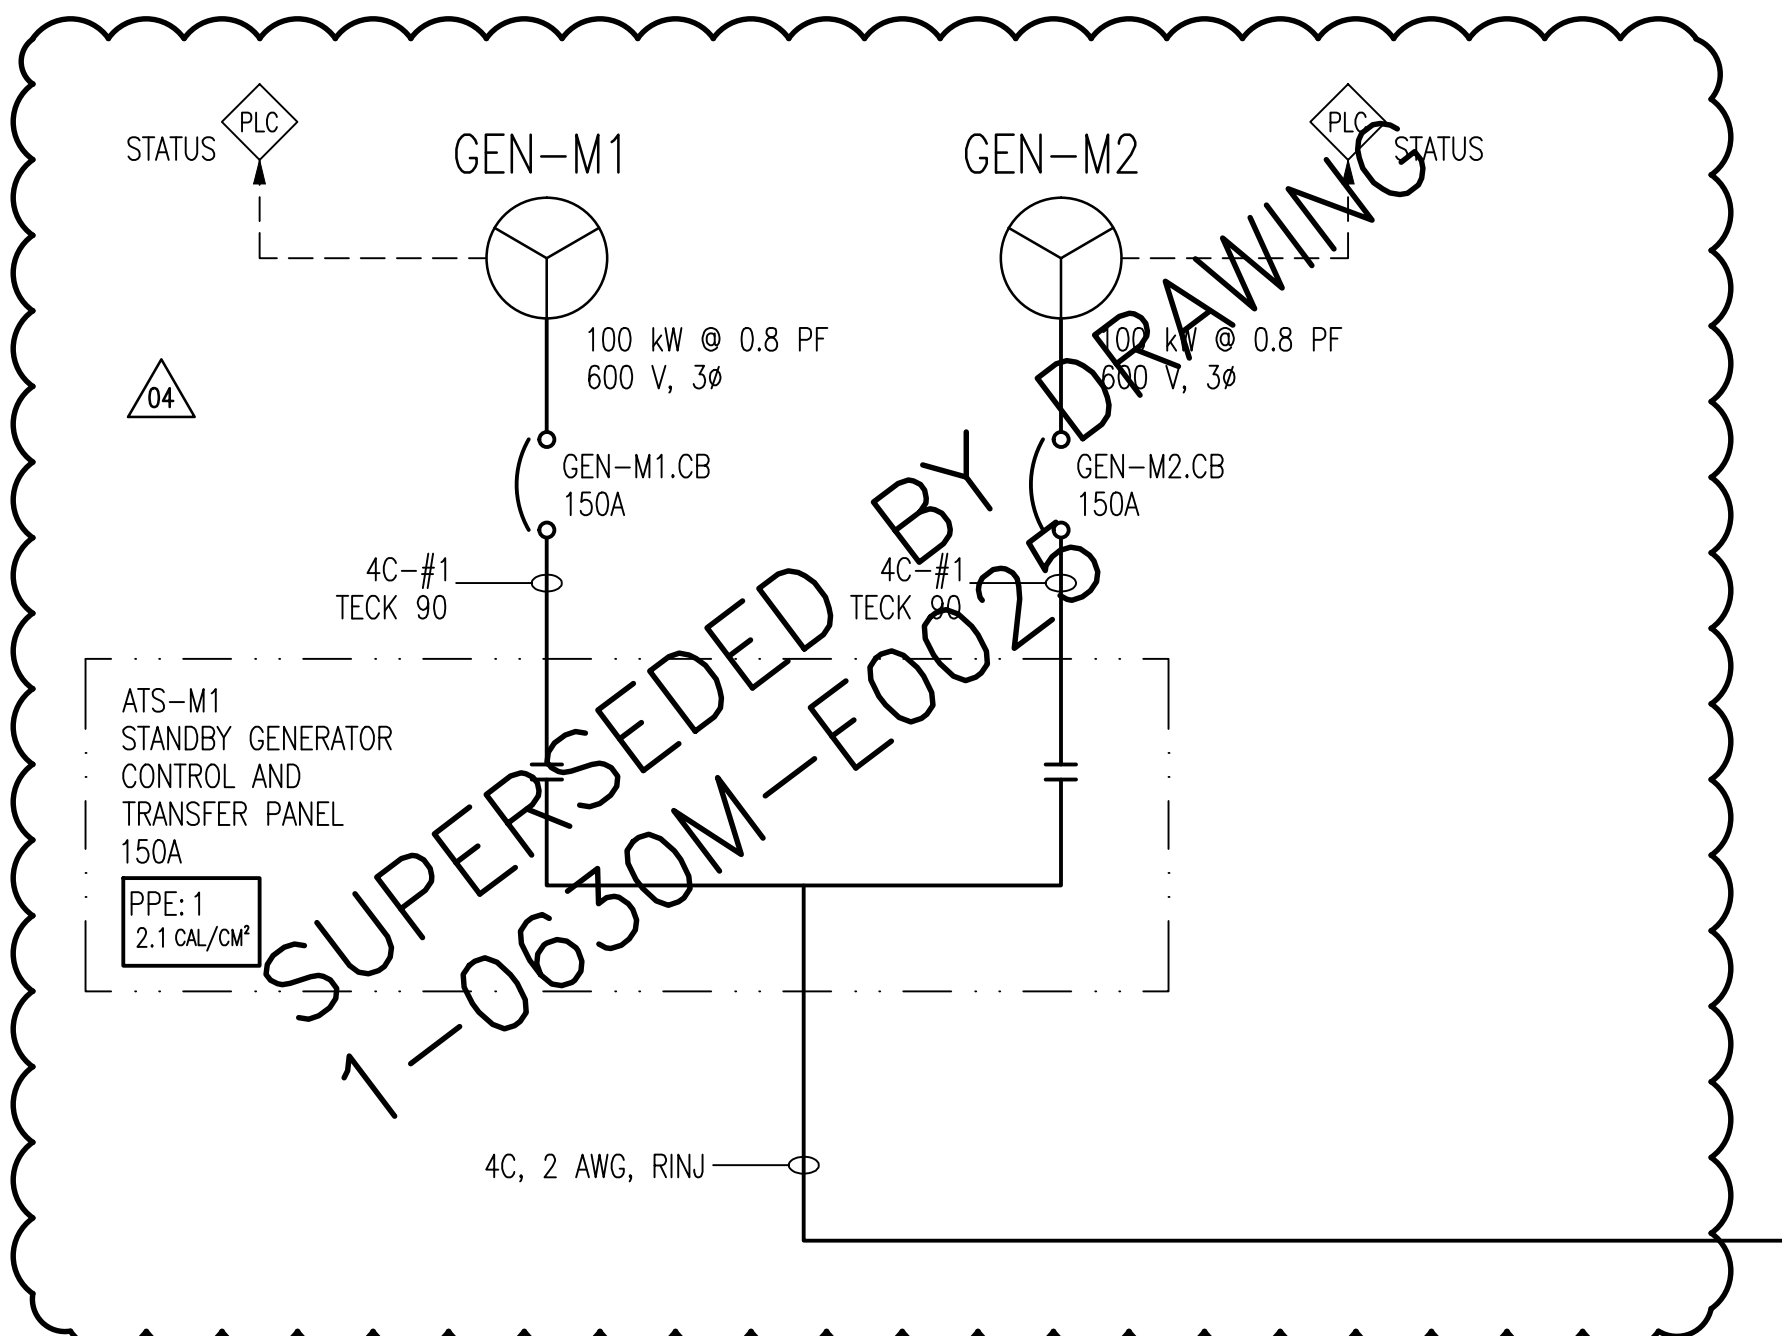 PLC
STATUS
GEN-M1
100 kW @ 0.8 PF
600 V, 3ø
GEN-M1.CB
150A
4C-#1
TECK 90
GEN-M2
PLC
STATUS
100 kW @ 0.8 PF
600 V, 3ø
GEN-M2.CB
150A
4C-#1
TECK 90
04
ATS-M1
STANDBY GENERATOR
CONTROL AND
TRANSFER PANEL
150A
PPE: 1
2.1 CAL/CM²
4C, 2 AWG, RINJ
SUPERSEDED BY DRAWING
1-0630M-E0025